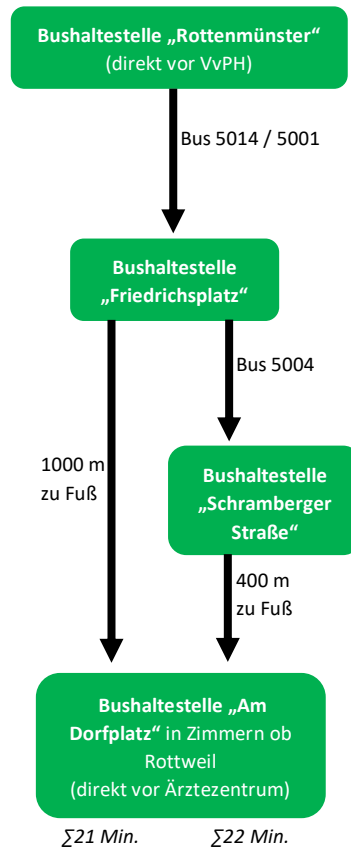 Bushaltestelle „Rottenmünster“
(direkt vor VvPH)
Bus 5014 / 5001
Bushaltestelle
„Friedrichsplatz“
Bus 5004
1000 m
zu Fuß
Bushaltestelle
„Schramberger
Straße“
400 m
zu Fuß
Bushaltestelle „Am
Dorfplatz“ in Zimmern ob
Rottweil
(direkt vor Ärztezentrum)
∑21 Min. ∑22 Min.